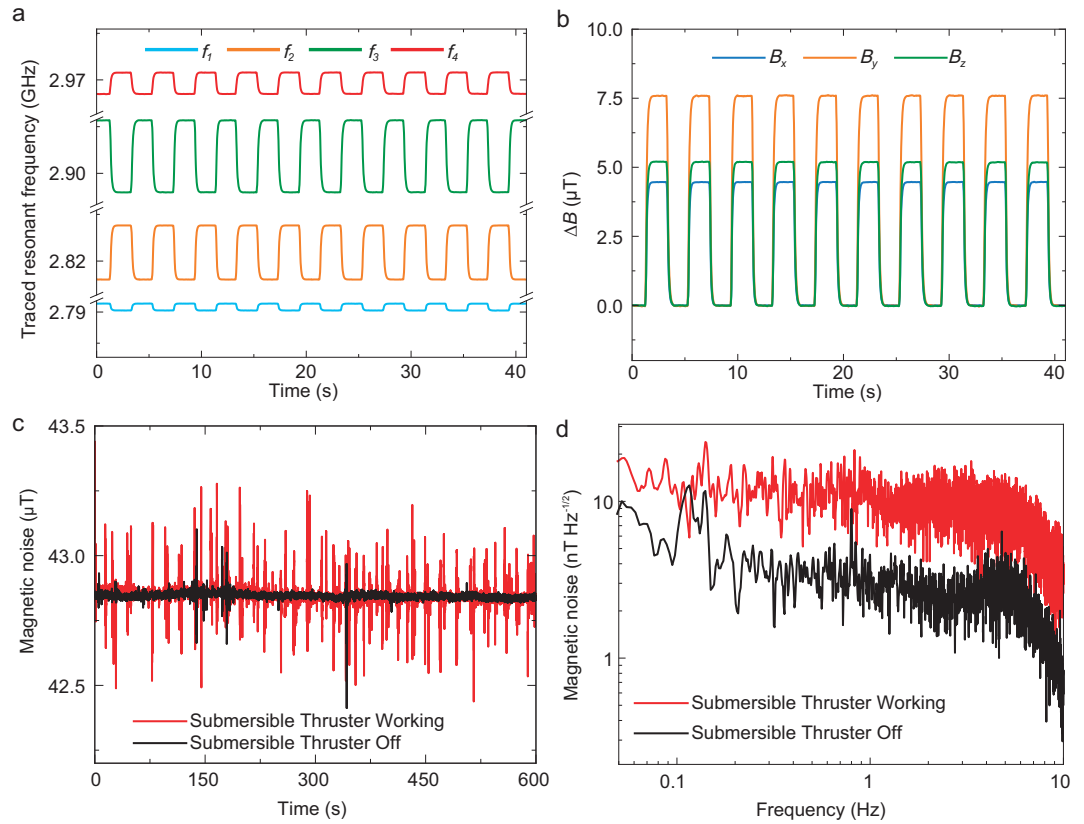 a
f1 f2 f3 f4
Traced resonant frequency (GHz)
2.97
2.90
2.82
2.79
0 10 20 30 40
Time (s)
b
Bx By Bz
ΔB (μT)
10.0
7.5
5.0
2.5
0.0
0 10 20 30 40
Time (s)
c
Magnetic noise (μT)
43.5
43.0
42.5
Submersible Thruster Working
Submersible Thruster Off
0 150 300 450 600
Time (s)
d
Magnetic noise (nT Hz-1/2)
10
1
Submersible Thruster Working
Submersible Thruster Off
0.1 1 10
Frequency (Hz)